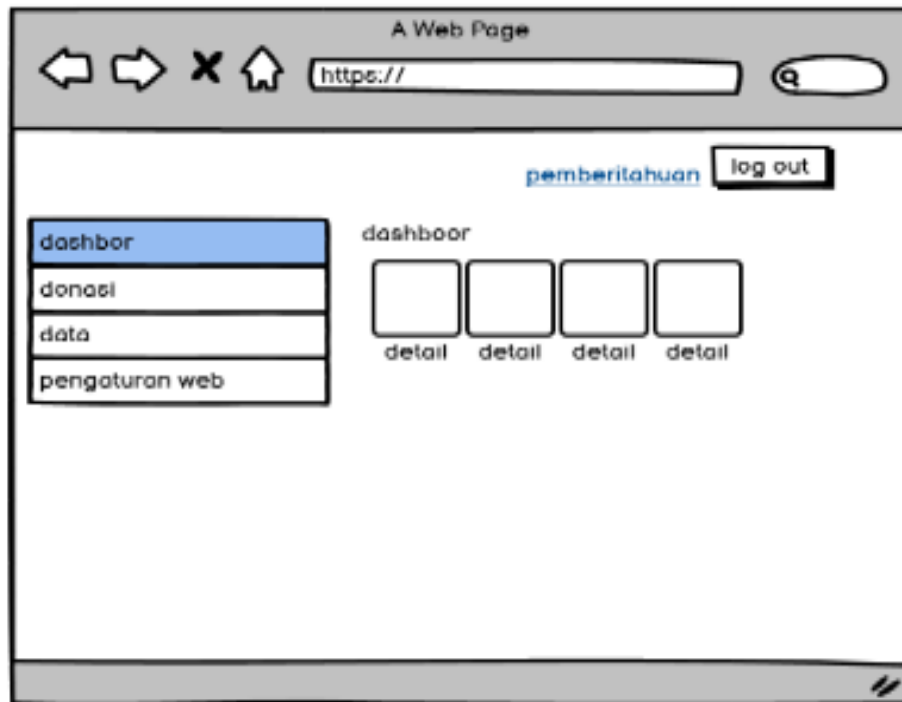 A Web Page
https://
pemberitahuan log out
dashbor
donasi
data
pengaturan web
dashboor
detail detail detail detail